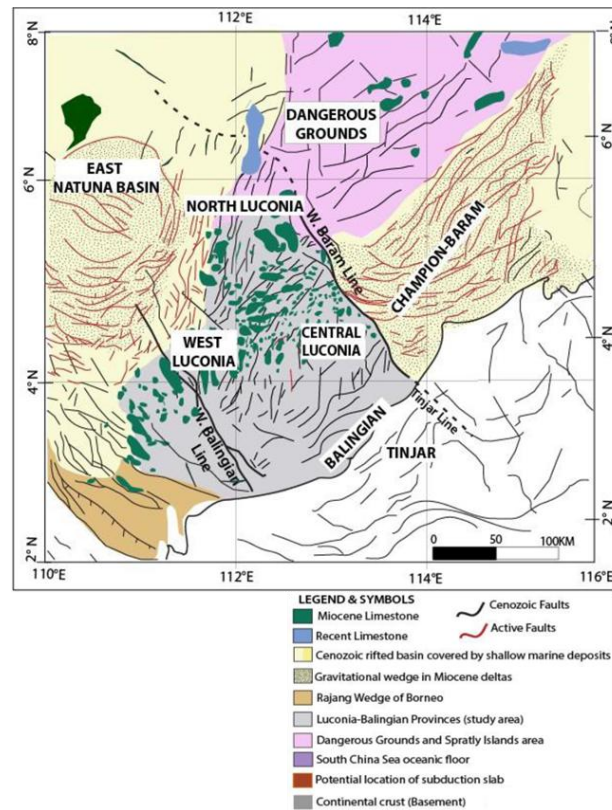 112°E
114°E
8°N
8°N
DANGEROUS
GROUNDS
6°N
EAST
NATUNA BASIN
6°N
NORTH LUCONIA
W. Baram Line
CHAMPION-BARAM
WEST
LUCONIA
CENTRAL
LUCONIA
4°N
4°N
Tinjar Line
W. Balingian
Line
BALINGIAN
TINJAR
2°N
0
50
100KM
2°N
110°E
112°E
114°E
116°E
LEGEND & SYMBOLS
Miocene Limestone
Cenozoic Faults
Recent Limestone
Active Faults
Cenozoic rifted basin covered by shallow marine deposits
Gravitational wedge in Miocene deltas
Rajang Wedge of Borneo
Luconia-Balingian Provinces (study area)
Dangerous Grounds and Spratly Islands area
South China Sea oceanic floor
Potential location of subduction slab
Continental crust (Basement)